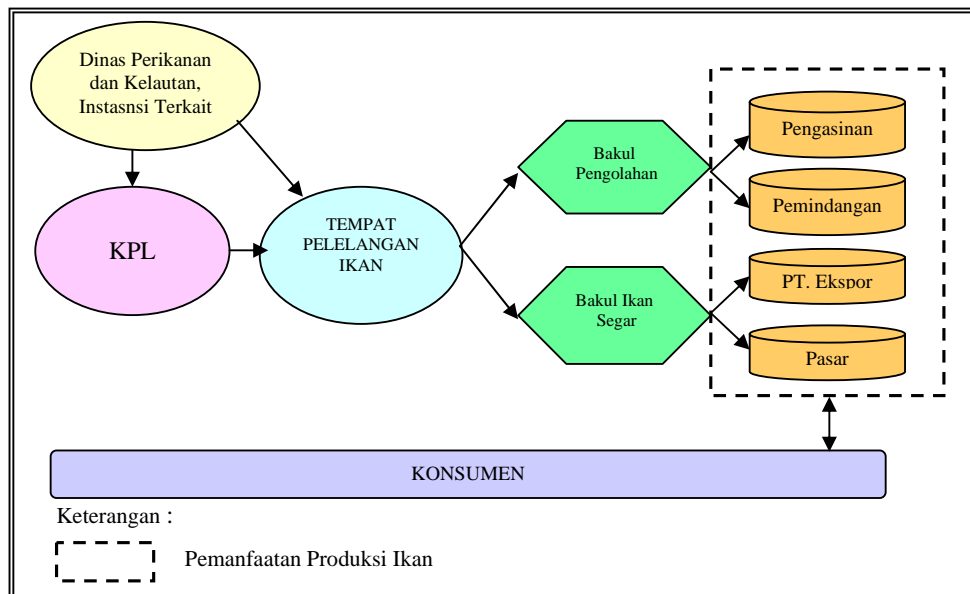 Dinas Perikanan
dan Kelautan,
Instasnsi Terkait
KPL
TEMPAT
PELELANGAN
IKAN
Bakul
Pengolahan
Bakul Ikan
Segar
Pengasinan
Pemindangan
PT. Ekspor
Pasar
KONSUMEN
Keterangan :
Pemanfaatan Produksi Ikan